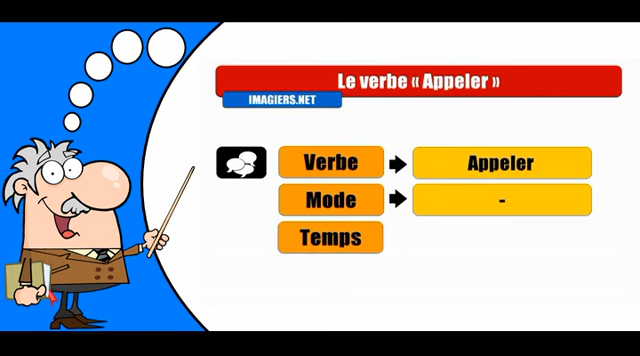 Le verbe « Appeler »
IMAGIERS.NET
Verbe Appeler
Mode -
Temps